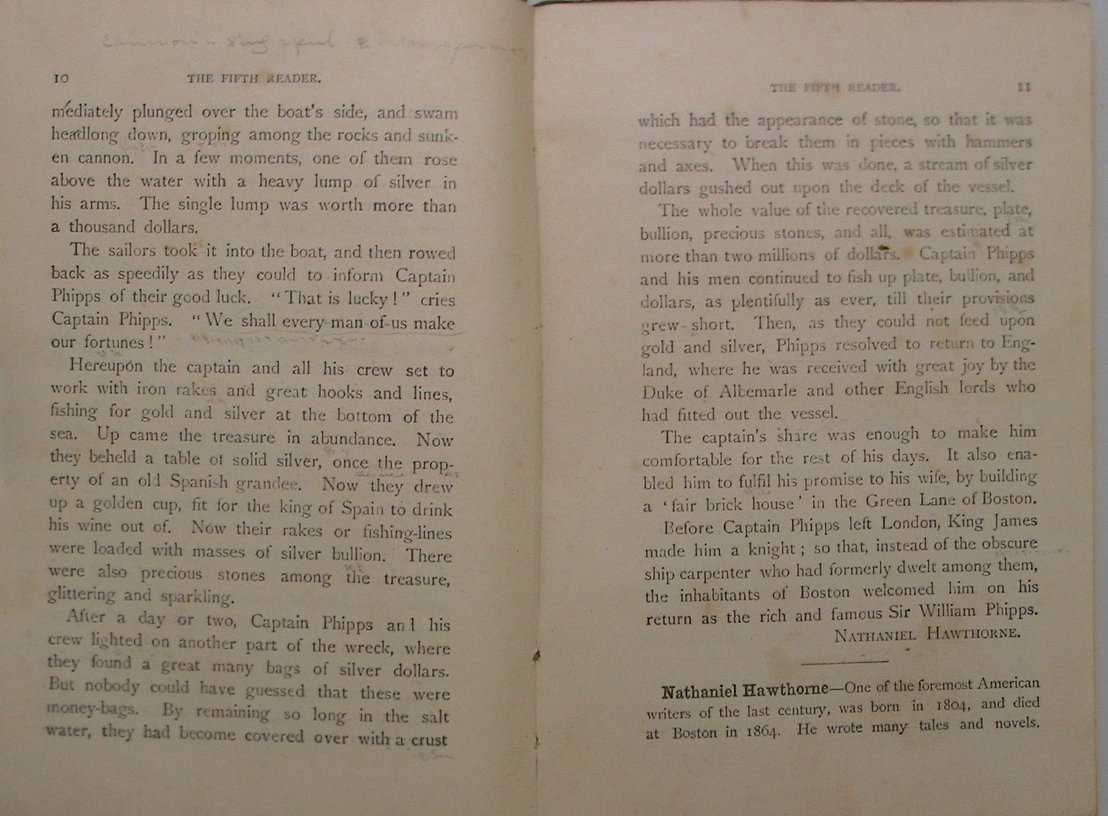 10
THE FIFTH READER.
mediately plunged over the boat's side, and swam
headlong down, groping among the rocks and sunk-
en cannon. In a few moments, one of them rose
above the water with a heavy lump of silver in
his arms. The single lump was worth more than
a thousand dollars.
The sailors took it into the boat, and then rowed
back as speedily as they could to inform Captain
Phipps of their good luck. "That is lucky!" cries
Captain Phipps. "We shall every-man-of-us make
our fortunes!"
Hereupon the captain and all his crew set to
work with iron rakes and great hooks and lines,
fishing for gold and silver at the bottom of the
sea. Up came the treasure in abundance. Now
they beheld a table of solid silver, once the prop-
erty of an old Spanish grandee. Now they drew
up a golden cup, fit for the king of Spain to drink
his wine out of. Now their rakes or fishing-lines
were loaded with masses of silver bullion. There
were also precious stones among the treasure,
glittering and sparkling.
After a day or two, Captain Phipps and his
crew lighted on another part of the wreck, where
they found a great many bags of silver dollars.
But nobody could have guessed that these were
money-bags. By remaining so long in the salt
water, they had become covered over with a crust
THE FIFTH READER.
11
which had the appearance of stone, so that it was
necessary to break them in pieces with hammers
and axes. When this was done, a stream of silver
dollars gushed out upon the deck of the vessel.
The whole value of the recovered treasure, plate,
bullion, precious stones, and all, was estimated at
more than two millions of dollars. Captain Phipps
and his men continued to fish up plate, bullion, and
dollars, as plentifully as ever, till their provisions
grew short. Then, as they could not feed upon
gold and silver, Phipps resolved to return to Eng-
land, where he was received with great joy by the
Duke of Albemarle and other English lords who
had fitted out the vessel.
The captain's share was enough to make him
comfortable for the rest of his days. It also ena-
bled him to fulfil his promise to his wife, by building
a 'fair brick house' in the Green Lane of Boston.
Before Captain Phipps left London, King James
made him a knight; so that, instead of the obscure
ship carpenter who had formerly dwelt among them,
the inhabitants of Boston welcomed him on his
return as the rich and famous Sir William Phipps.
NATHANIEL HAWTHORNE.
Nathaniel Hawthorne—One of the foremost American
writers of the last century, was born in 1804, and died
at Boston in 1864. He wrote many tales and novels.